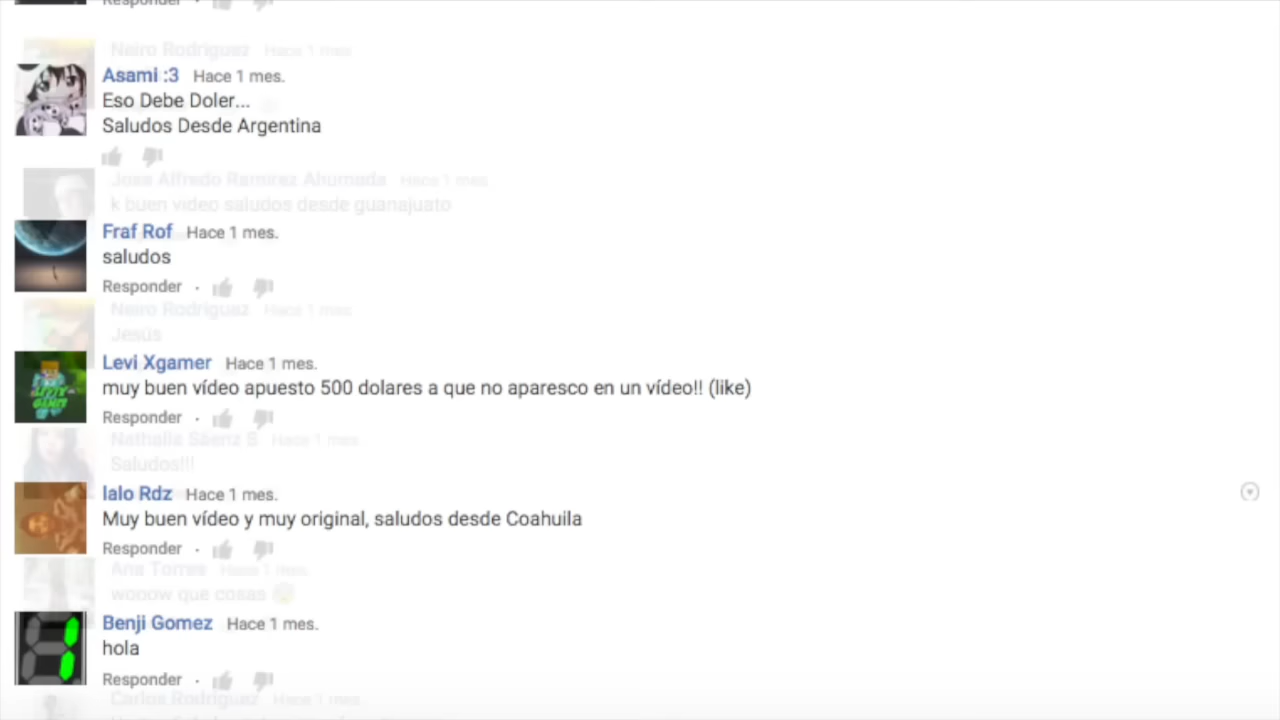 Responder ·
Neiro Rodriguez Hace 1 mes.
Asami :3 Hace 1 mes.
Eso Debe Doler...
Saludos Desde Argentina
Jose Alfredo Ramirez Ahumada Hace 1 mes.
k buen video saludos desde guanajuato
Fraf Rof Hace 1 mes.
saludos
Responder ·
Neiro Rodriguez Hace 1 mes.
Jesús
Levi Xgamer Hace 1 mes.
muy buen vídeo apuesto 500 dolares a que no aparesco en un vídeo!! (like)
Responder ·
Nathalia Sáenz B Hace 1 mes.
Saludos!!!
lalo Rdz Hace 1 mes.
Muy buen vídeo y muy original, saludos desde Coahuila
Responder ·
Ana Torres Hace 1 mes.
wooow que cosas
Benji Gomez Hace 1 mes.
hola
Responder ·
Carlos Rodriguez Hace 1 mes.